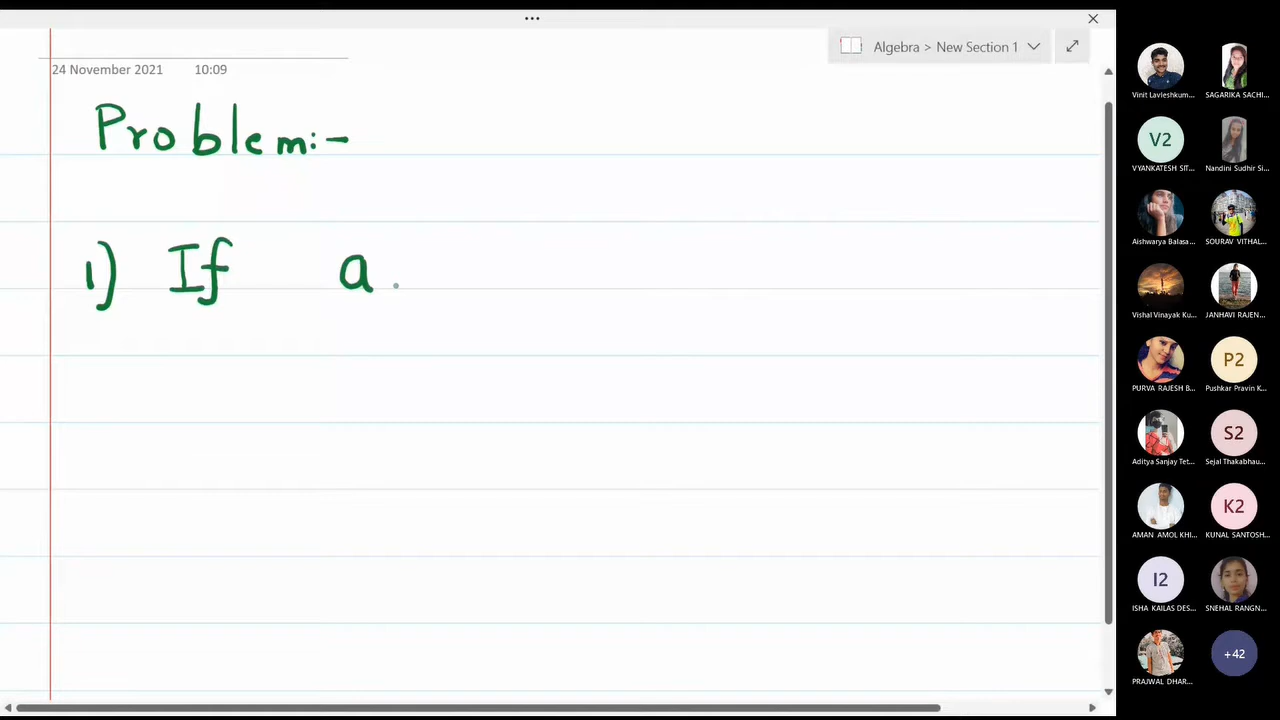 ...
Algebra > New Section 1
24 November 2021 10:09
Problem:-
1) If a
Vinit Lavleshkum...
SAGARIKA SACHI...
V2
VYANKATESH SIT...
Nandini Sudhir Si...
Aishwarya Balasa...
SOURAV VITHAL...
Vishal Vinayak Ku...
JANHAVI RAJEN...
PURVA RAJESH B...
P2
Pushkar Pravin K...
Aditya Sanjay Tet...
S2
Sejal Thakabhau...
AMAN AMOL KHI...
K2
KUNAL SANTOSH...
I2
ISHA KAILAS DES...
SNEHAL RANGN...
PRAJWAL DHAR...
+42